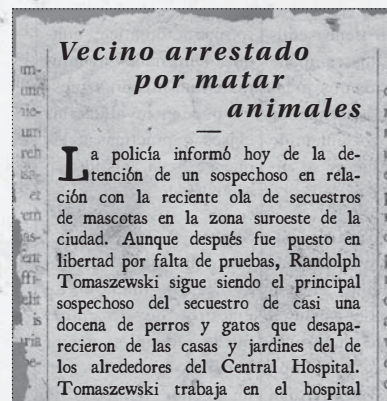 Vecino arrestado
por matar
animales
La policía informó hoy de la de-
tención de un sospechoso en rela-
ción con la reciente ola de secuestros
de mascotas en la zona suroeste de la
ciudad. Aunque después fue puesto en
libertad por falta de pruebas, Randolph
Tomaszewski sigue siendo el principal
sospechoso del secuestro de casi una
docena de perros y gatos que desapa-
recieron de las casas y jardines del de
los alrededores del Central Hospital.
Tomaszewski trabaja en el hospital